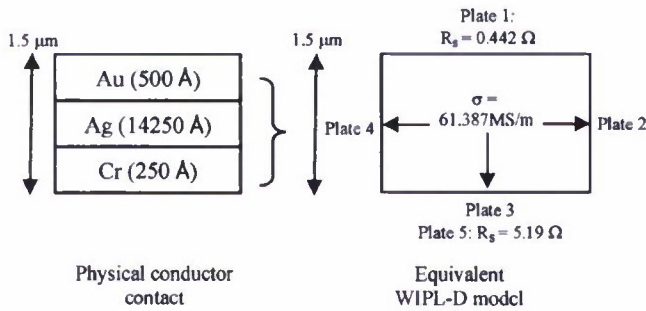 Plate 1:
Rₛ = 0.442 Ω
1.5 μm
1.5 μm
Au (500 Å)
Ag (14250 Å)
Cr (250 Å)
σ =
61.387MS/m
Plate 4
Plate 2
Plate 3
Plate 5: Rₛ = 5.19 Ω
Physical conductor
contact
Equivalent
WIPL-D model